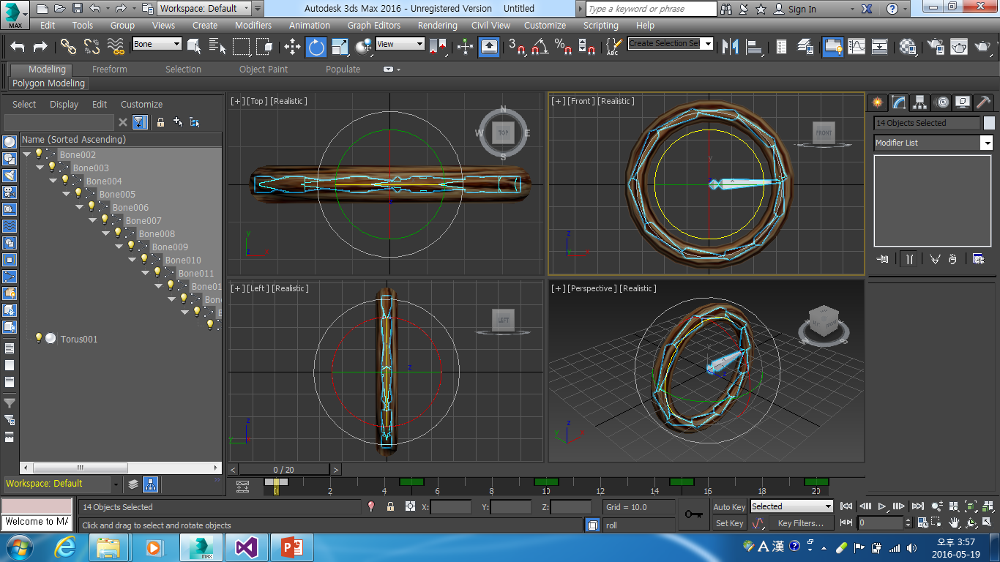 Workspace: Default
Autodesk 3ds Max 2016 - Unregistered Version Untitled
Type a keyword or phrase
Sign In
MAX
Edit Tools Group Views Create Modifiers Animation Graph Editors Rendering Civil View Customize Scripting Help
Bone
View
3
ABC
Create Selection Sel
Modeling Freeform Selection Object Paint Populate
Polygon Modeling
Select Display Edit Customize
Name (Sorted Ascending)
Bone002
Bone003
Bone004
Bone005
Bone006
Bone007
Bone008
Bone009
Bone010
Bone011
Bone01
Bon
Torus001
[+] [Top] [Realistic]
N
W TOP E
S
[+] [Front] [Realistic]
FRONT
[+] [Left] [Realistic]
LEFT
[+] [Perspective] [Realistic]
14 Objects Selected
Modifier List
0 / 20
0 2 4 6 8 10 12 14 16 18 20
Workspace: Default
14 Objects Selected
X: Y: Z:
Grid = 10.0
Auto Key
Selected
Welcome to MA
Click and drag to select and rotate objects
roll
Set Key
Key Filters...
0
MAX
A 漢
오후 3:57
2016-05-19